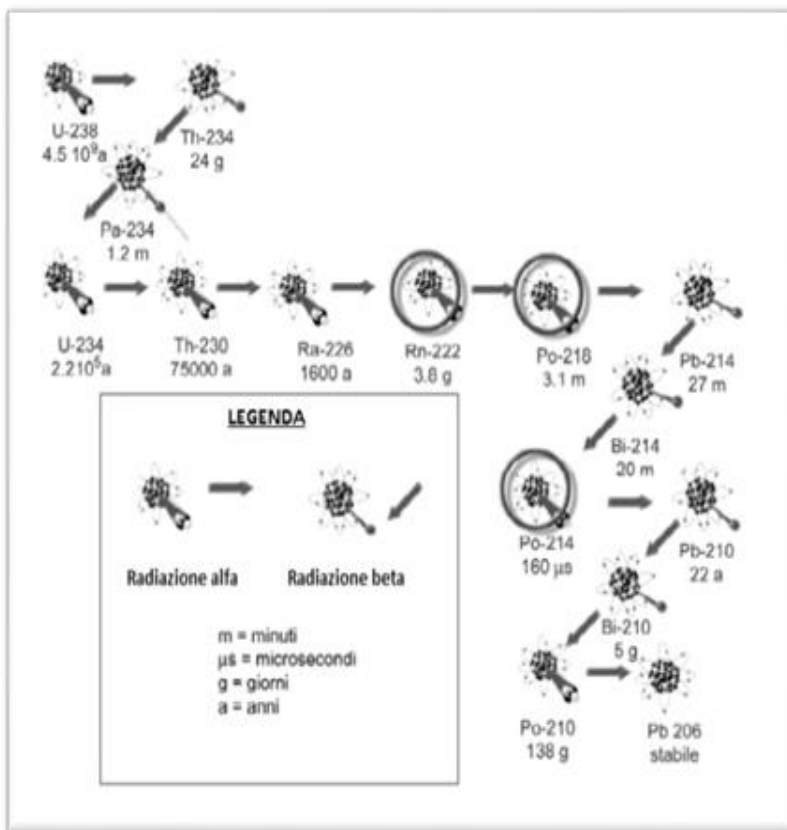 U-238
4.5 10⁹a
Th-234
24 g
Pa-234
1.2 m
U-234
2.210⁵a
Th-230
75000 a
Ra-226
1600 a
Rn-222
3.8 g
Po-218
3.1 m
Pb-214
27 m
Bi-214
20 m
Po-214
160 µs
Pb-210
22 a
Bi-210
5 g
Po-210
138 g
Pb 206
stabile
LEGENDA
Radiazione alfa
Radiazione beta
m = minuti
µs = microsecondi
g = giorni
a = anni